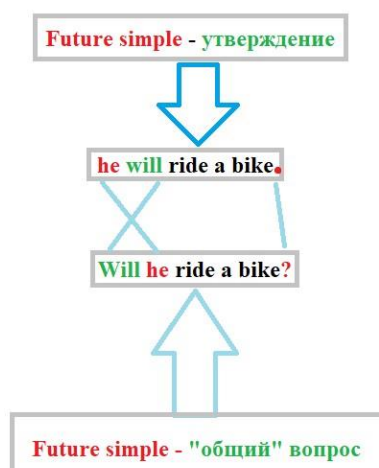 Future simple - утверждение
he will ride a bike.
Will he ride a bike?
Future simple - "общий" вопрос